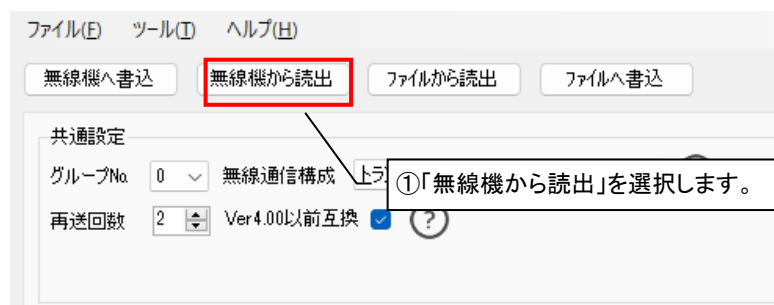 ファイル(F) ツール(T) ヘルプ(H)
無線機へ書込 無線機から読出 ファイルから読出 ファイルへ書込
共通設定
グループNo. 0 無線通信構成 トラ
①「無線機から読出」を選択します。
再送回数 2 Ver4.00以前互換 ?